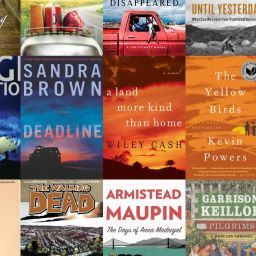 DISAPPEARED
UNTIL YESTERDAY
SANDRA
BROWN
DEADLINE
a land
more kind
than home
WILEY CASH
The
Yellow
Birds
Kevin
Powers
THE WALKING
DEAD
ARMISTEAD
MAUPIN
The Days of Anna Madrigal
GARRISON
KEILLOR
PILGRIMS